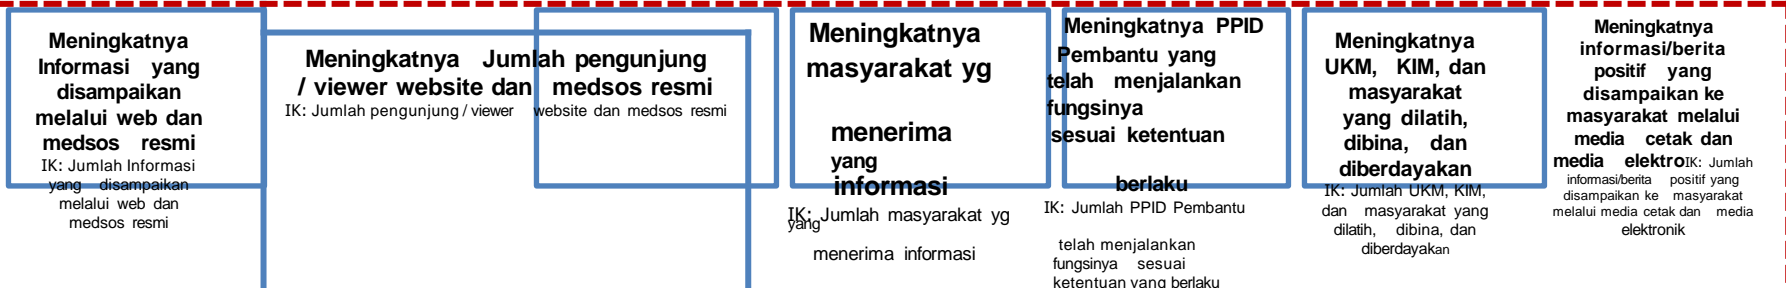 Meningkatnya
Informasi yang
disampaikan
melalui web dan
medsos resmi
IK: Jumlah Informasi
yang disampaikan
melalui web dan
medsos resmi
Meningkatnya Jumlah pengunjung
/ viewer website dan medsos resmi
IK: Jumlah pengunjung / viewer website dan medsos resmi
Meningkatnya
masyarakat yg
menerima
yang
informasi
IK: Jumlah masyarakat yg
yang
menerima informasi
Meningkatnya PPID
Pembantu yang
telah menjalankan
fungsinya
sesuai ketentuan
berlaku
IK: Jumlah PPID Pembantu
telah menjalankan
fungsinya sesuai
ketentuan yang berlaku
Meningkatnya
UKM, KIM, dan
masyarakat
yang dilatih,
dibina, dan
diberdayakan
IK: Jumlah UKM, KIM,
dan masyarakat yang
dilatih, dibina, dan
diberdayakan
Meningkatnya
informasi/berita
positif yang
disampaikan ke
masyarakat melalui
media cetak dan
media elektroIK: Jumlah
informasi/berita positif yang
disampaikan ke masyarakat
melalui media cetak dan media
elektronik